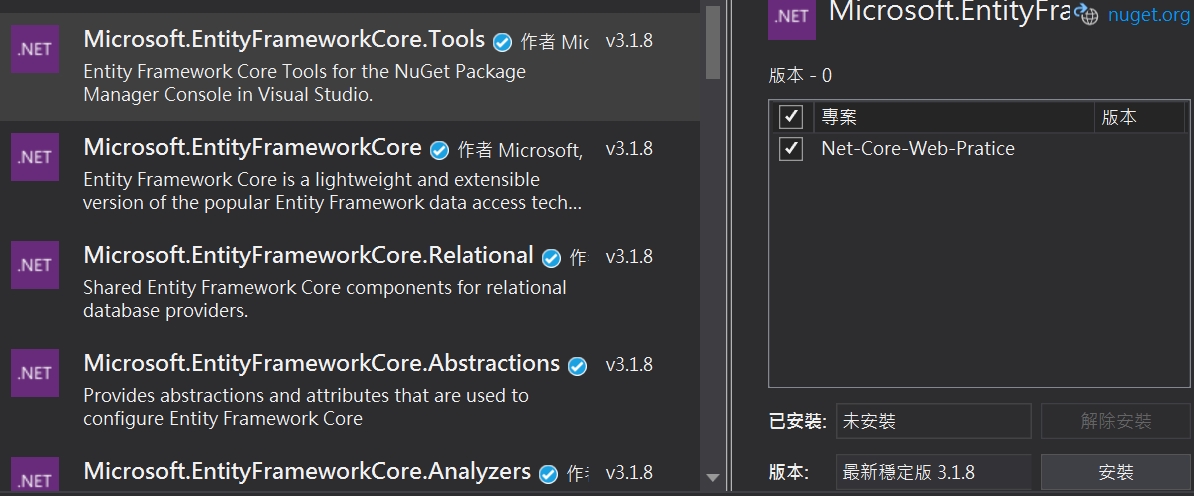 .NET
Microsoft.EntityFrameworkCore.Tools 作者 Mic v3.1.8
Entity Framework Core Tools for the NuGet Package
Manager Console in Visual Studio.
.NET
Microsoft.EntityFrameworkCore 作者 Microsoft, v3.1.8
Entity Framework Core is a lightweight and extensible
version of the popular Entity Framework data access tech...
.NET
Microsoft.EntityFrameworkCore.Relational 作 v3.1.8
Shared Entity Framework Core components for relational
database providers.
.NET
Microsoft.EntityFrameworkCore.Abstractions v3.1.8
Provides abstractions and attributes that are used to
configure Entity Framework Core
.NET
Microsoft.EntityFrameworkCore.Analyzers 作 v3.1.8
.NET
Microsoft.EntityFra nuget.org
版本 - 0
專案 版本
Net-Core-Web-Pratice
已安裝: 未安裝 解除安裝
版本: 最新穩定版 3.1.8 安裝